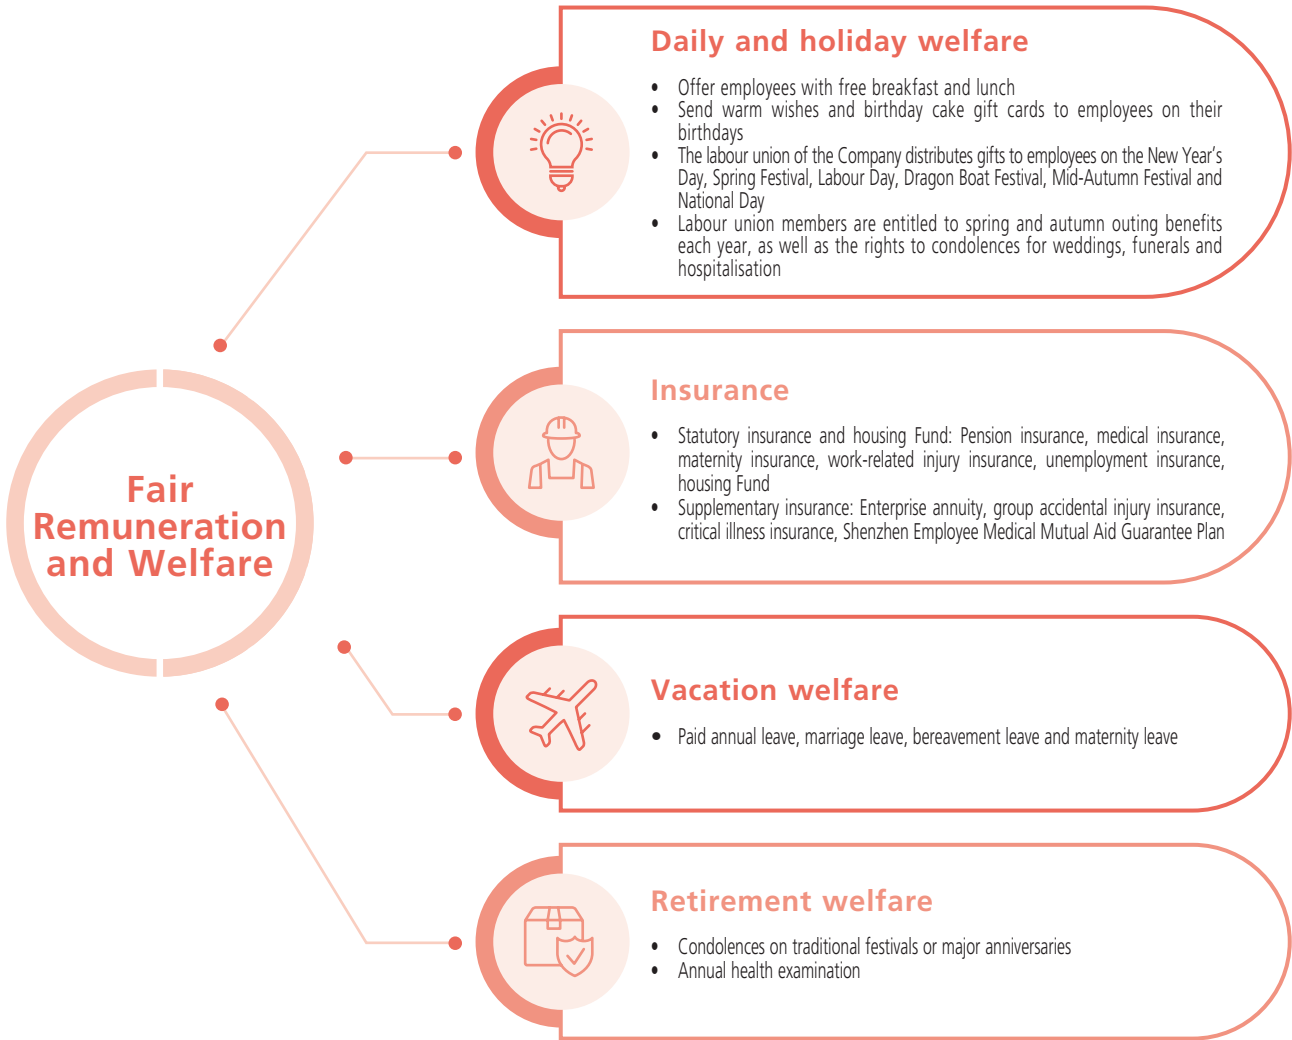 Daily and holiday welfare
• Offer employees with free breakfast and lunch
• Send warm wishes and birthday cake gift cards to employees on their
birthdays
• The labour union of the Company distributes gifts to employees on the New Year's
Day, Spring Festival, Labour Day, Dragon Boat Festival, Mid-Autumn Festival and
National Day
• Labour union members are entitled to spring and autumn outing benefits
each year, as well as the rights to condolences for weddings, funerals and
hospitalisation
Fair
Remuneration
and Welfare
Insurance
• Statutory insurance and housing Fund: Pension insurance, medical insurance,
maternity insurance, work-related injury insurance, unemployment insurance,
housing Fund
• Supplementary insurance: Enterprise annuity, group accidental injury insurance,
critical illness insurance, Shenzhen Employee Medical Mutual Aid Guarantee Plan
Vacation welfare
• Paid annual leave, marriage leave, bereavement leave and maternity leave
Retirement welfare
• Condolences on traditional festivals or major anniversaries
• Annual health examination